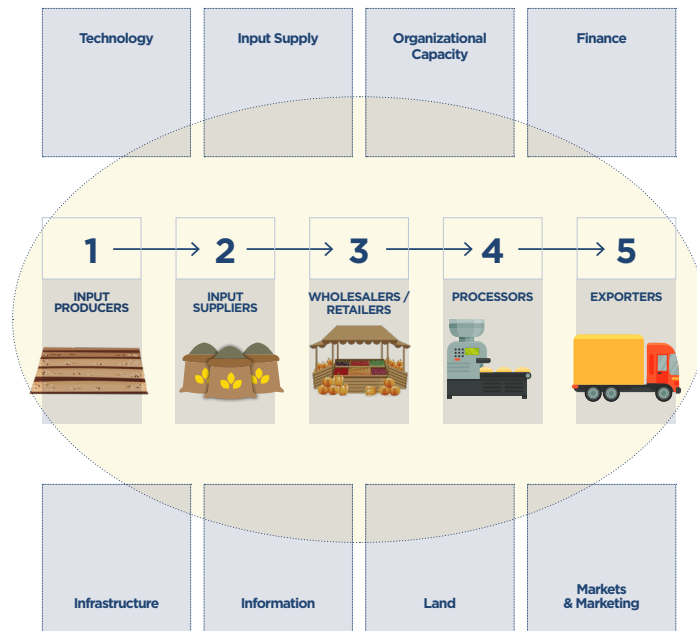 Technology
Input Supply
Organizational
Capacity
Finance
1
2
3
4
5
INPUT
PRODUCERS
INPUT
SUPPLIERS
WHOLESALERS /
RETAILERS
PROCESSORS
EXPORTERS
Infrastructure
Information
Land
Markets
& Marketing